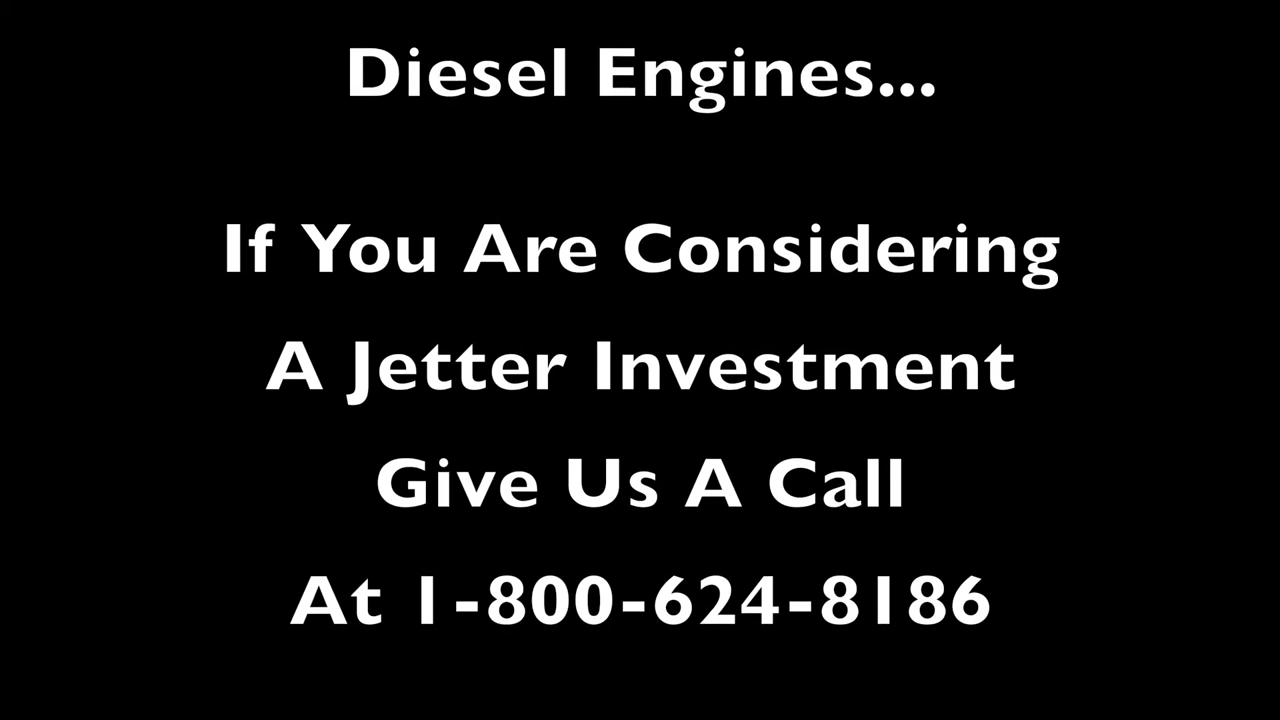 Diesel Engines...
If You Are Considering
A Jetter Investment
Give Us A Call
At 1-800-624-8186